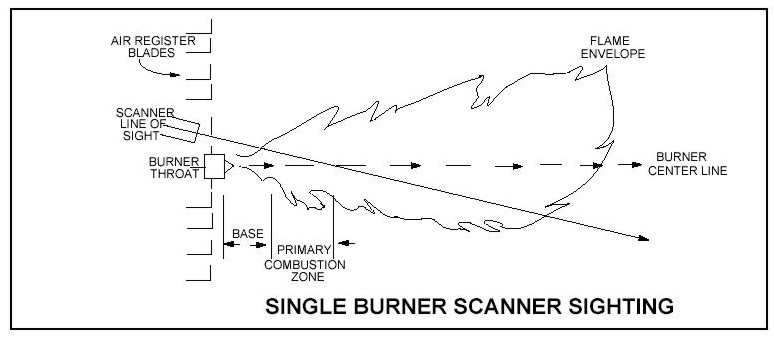 AIR REGISTER
BLADES
FLAME
ENVELOPE
SCANNER
LINE OF
SIGHT
BURNER
THROAT
BURNER
CENTER LINE
BASE
PRIMARY
COMBUSTION
ZONE
SINGLE BURNER SCANNER SIGHTING